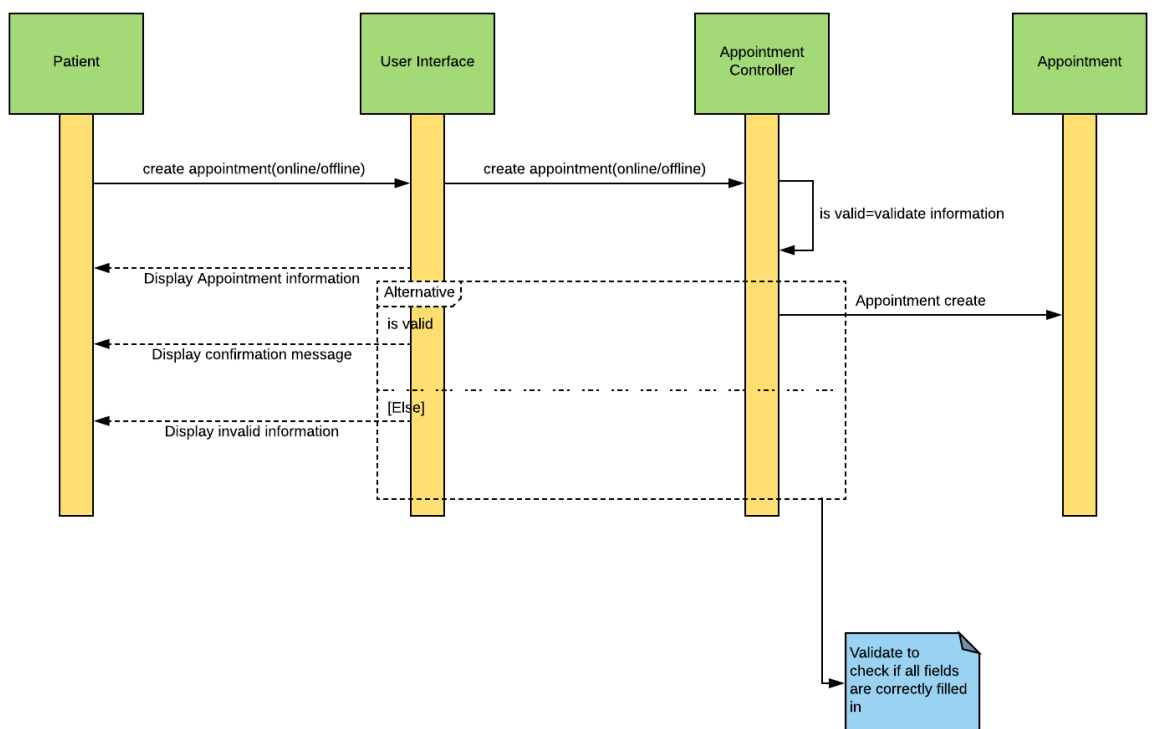 Patient
User Interface
Appointment
Controller
Appointment
create appointment(online/offline)
create appointment(online/offline)
is valid=validate information
Display Appointment information
Alternative
Appointment create
is valid
Display confirmation message
[Else]
Display invalid information
Validate to
check if all fields
are correctly filled
in